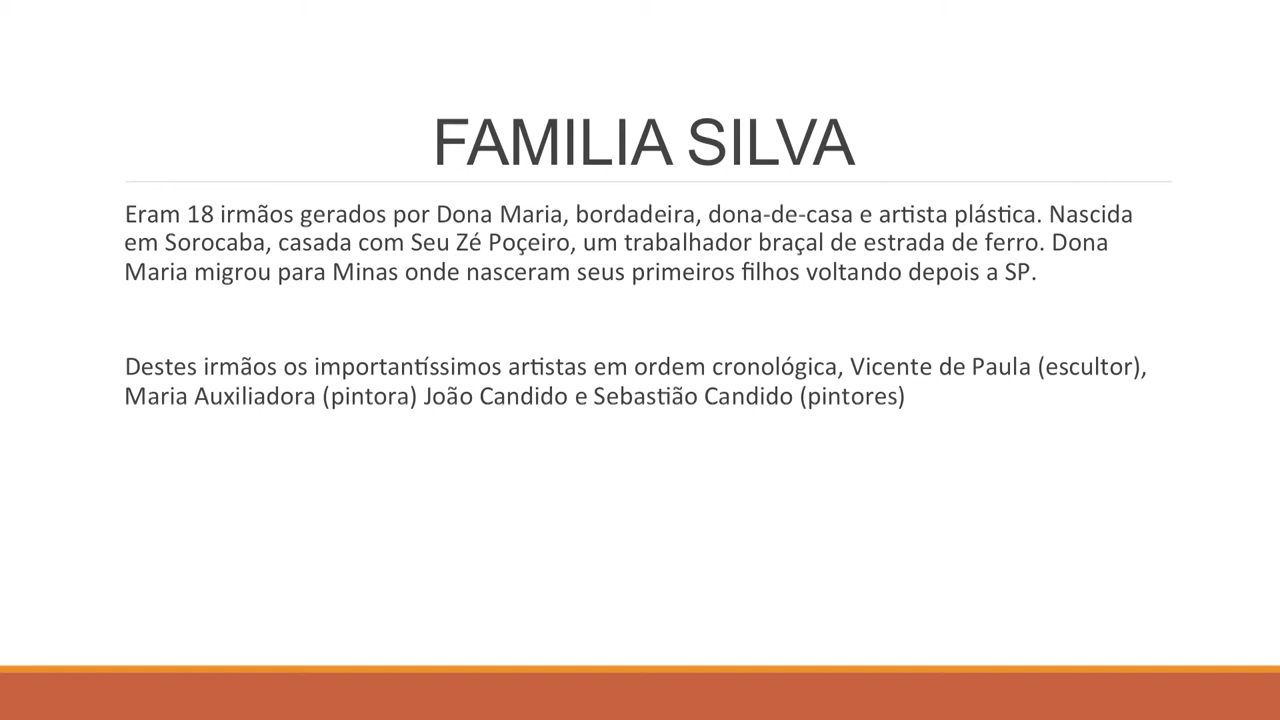 FAMILIA SILVA
Eram 18 irmãos gerados por Dona Maria, bordadeira, dona-de-casa e artista plástica. Nascida
em Sorocaba, casada com Seu Zé Poçeiro, um trabalhador braçal de estrada de ferro. Dona
Maria migrou para Minas onde nasceram seus primeiros filhos voltando depois a SP.
Destes irmãos os importantíssimos artistas em ordem cronológica, Vicente de Paula (escultor),
Maria Auxiliadora (pintora) João Candido e Sebastião Candido (pintores)